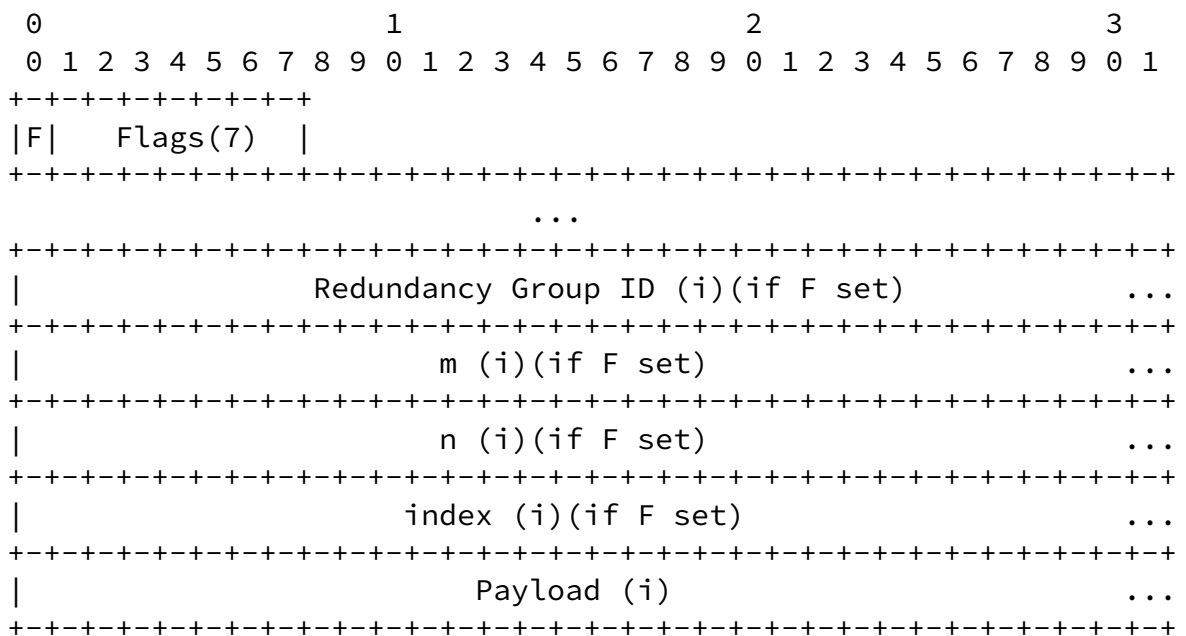 0                   1                   2                   3
 0 1 2 3 4 5 6 7 8 9 0 1 2 3 4 5 6 7 8 9 0 1 2 3 4 5 6 7 8 9 0 1
+-+-+-+-+-+-+-+-+
|F|   Flags(7)  |
+-+-+-+-+-+-+-+-+-+-+-+-+-+-+-+-+-+-+-+-+-+-+-+-+-+-+-+-+-+-+-+-+
                             ...
+-+-+-+-+-+-+-+-+-+-+-+-+-+-+-+-+-+-+-+-+-+-+-+-+-+-+-+-+-+-+-+-+
|                Redundancy Group ID (i)(if F set)            ...
+-+-+-+-+-+-+-+-+-+-+-+-+-+-+-+-+-+-+-+-+-+-+-+-+-+-+-+-+-+-+-+-+
|                       m (i)(if F set)                       ...
+-+-+-+-+-+-+-+-+-+-+-+-+-+-+-+-+-+-+-+-+-+-+-+-+-+-+-+-+-+-+-+-+
|                       n (i)(if F set)                       ...
+-+-+-+-+-+-+-+-+-+-+-+-+-+-+-+-+-+-+-+-+-+-+-+-+-+-+-+-+-+-+-+-+
|                     index (i)(if F set)                     ...
+-+-+-+-+-+-+-+-+-+-+-+-+-+-+-+-+-+-+-+-+-+-+-+-+-+-+-+-+-+-+-+-+
|                         Payload (i)                         ...
+-+-+-+-+-+-+-+-+-+-+-+-+-+-+-+-+-+-+-+-+-+-+-+-+-+-+-+-+-+-+-+-+